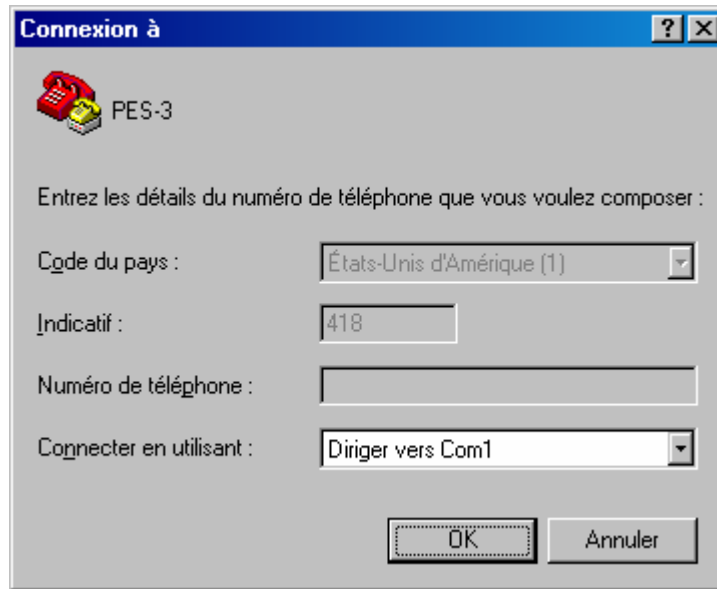 Connexion à
PES-3
Entrez les détails du numéro de téléphone que vous voulez composer :
Code du pays : États-Unis d'Amérique (1)
Indicatif : 418
Numéro de téléphone :
Connecter en utilisant : Diriger vers Com1
OK Annuler